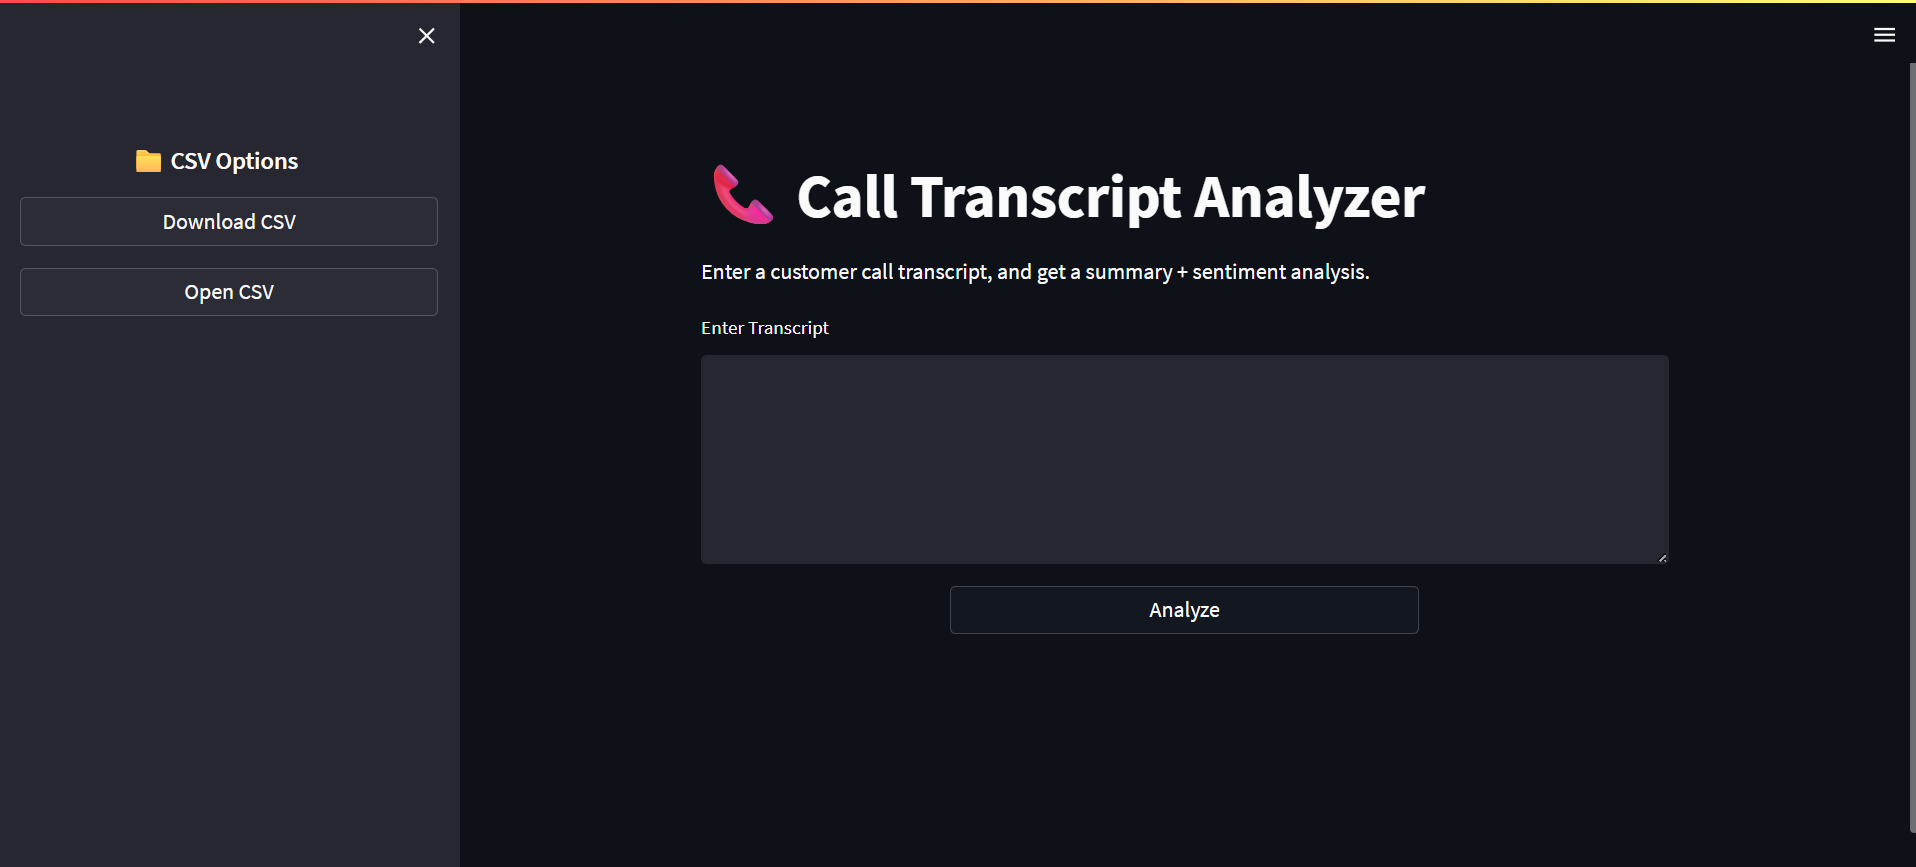 CSV Options
Download CSV
Open CSV
Call Transcript Analyzer
Enter a customer call transcript, and get a summary + sentiment analysis.
Enter Transcript
Analyze